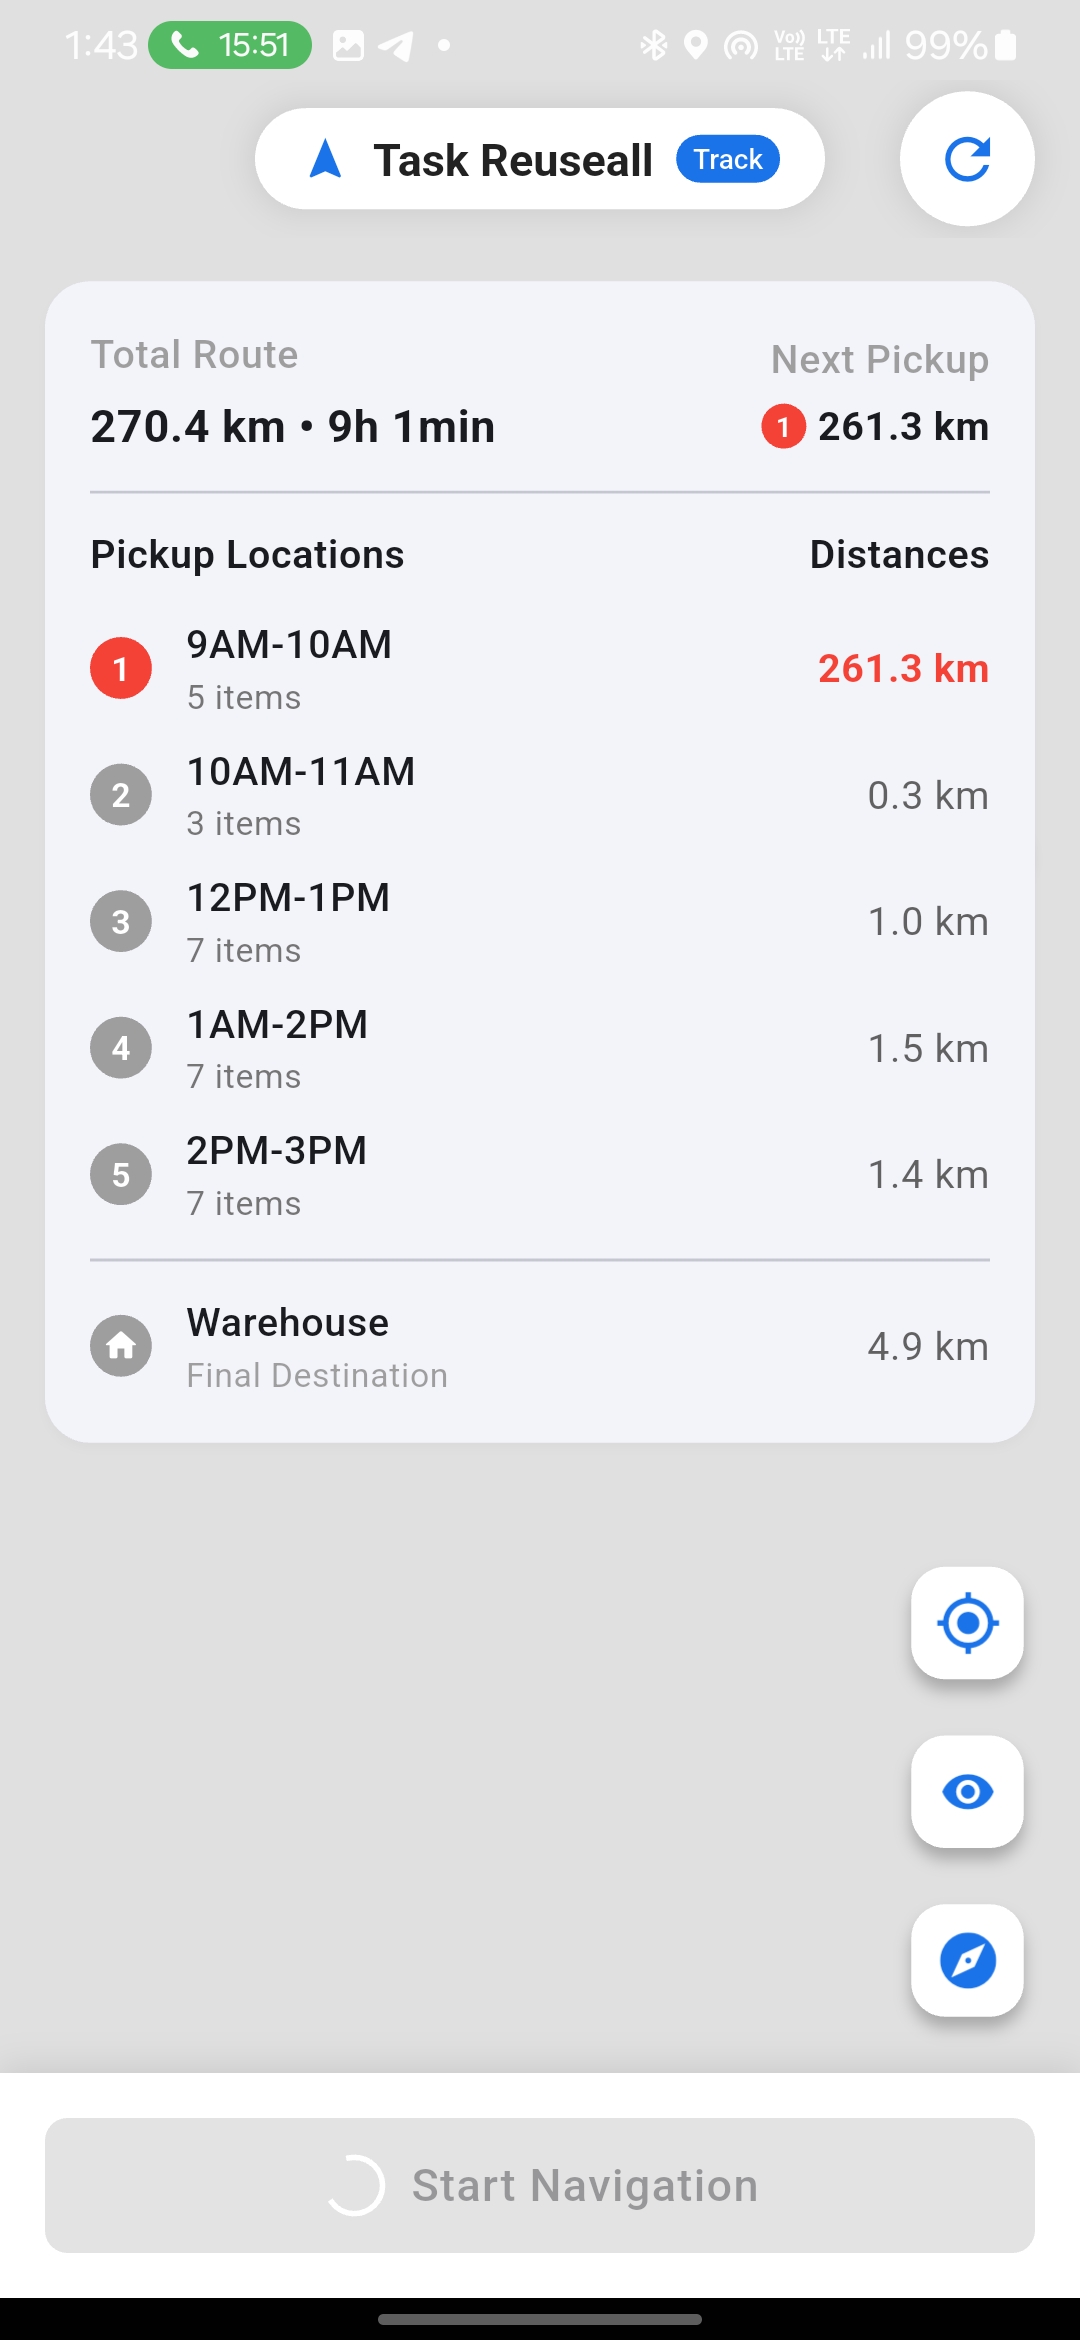 1:43 15:51 Vo)) LTE LTE 99%
Task Reuseall Track
Total Route Next Pickup
270.4 km • 9h 1min 1 261.3 km
Pickup Locations Distances
1 9AM-10AM 261.3 km
5 items
2 10AM-11AM 0.3 km
3 items
3 12PM-1PM 1.0 km
7 items
4 1AM-2PM 1.5 km
7 items
5 2PM-3PM 1.4 km
7 items
Warehouse 4.9 km
Final Destination
Start Navigation